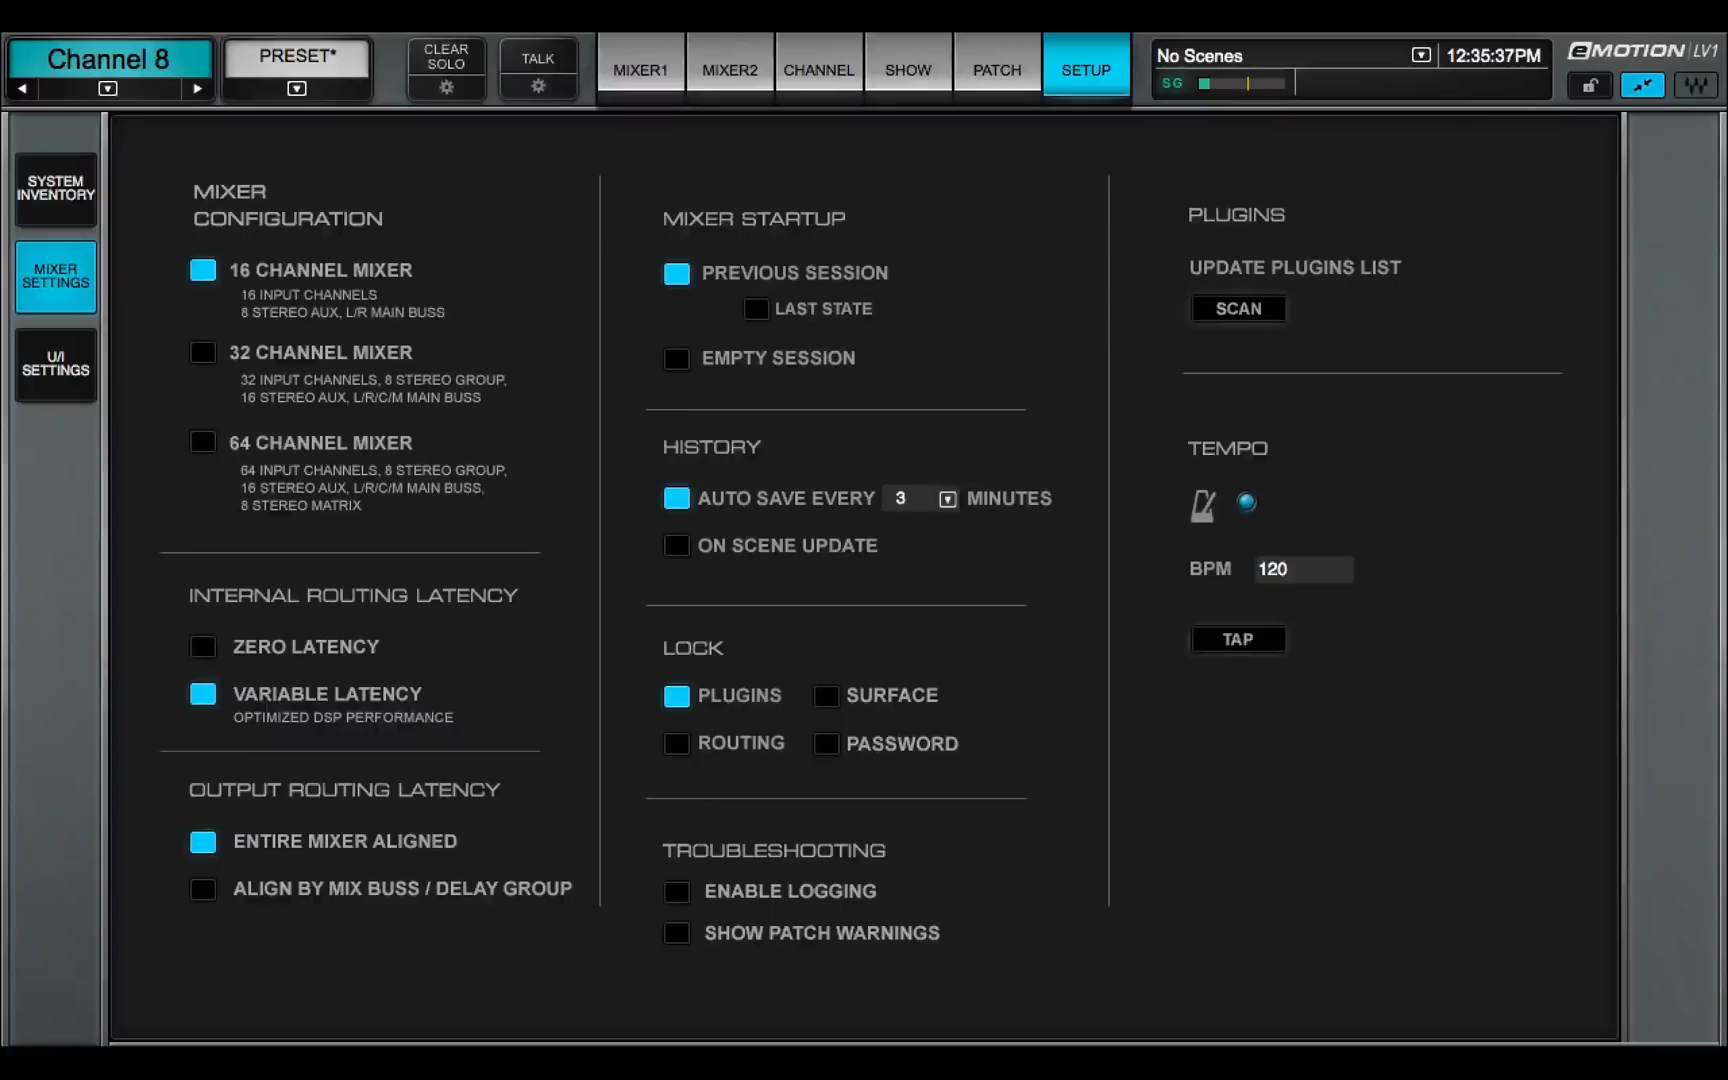 Channel 8
PRESET*
CLEAR
SOLO
TALK
MIXER1
MIXER2
CHANNEL
SHOW
PATCH
SETUP
No Scenes
12:35:37PM
SG
eMOTION LV1
SYSTEM
INVENTORY
MIXER
SETTINGS
U/I
SETTINGS
MIXER
CONFIGURATION
16 CHANNEL MIXER
16 INPUT CHANNELS
8 STEREO AUX, L/R MAIN BUSS
32 CHANNEL MIXER
32 INPUT CHANNELS, 8 STEREO GROUP,
16 STEREO AUX, L/R/C/M MAIN BUSS
64 CHANNEL MIXER
64 INPUT CHANNELS, 8 STEREO GROUP,
16 STEREO AUX, L/R/C/M MAIN BUSS,
8 STEREO MATRIX
INTERNAL ROUTING LATENCY
ZERO LATENCY
VARIABLE LATENCY
OPTIMIZED DSP PERFORMANCE
OUTPUT ROUTING LATENCY
ENTIRE MIXER ALIGNED
ALIGN BY MIX BUSS / DELAY GROUP
MIXER STARTUP
PREVIOUS SESSION
LAST STATE
EMPTY SESSION
HISTORY
AUTO SAVE EVERY 3 MINUTES
ON SCENE UPDATE
LOCK
PLUGINS
SURFACE
ROUTING
PASSWORD
TROUBLESHOOTING
ENABLE LOGGING
SHOW PATCH WARNINGS
PLUGINS
UPDATE PLUGINS LIST
SCAN
TEMPO
BPM 120
TAP